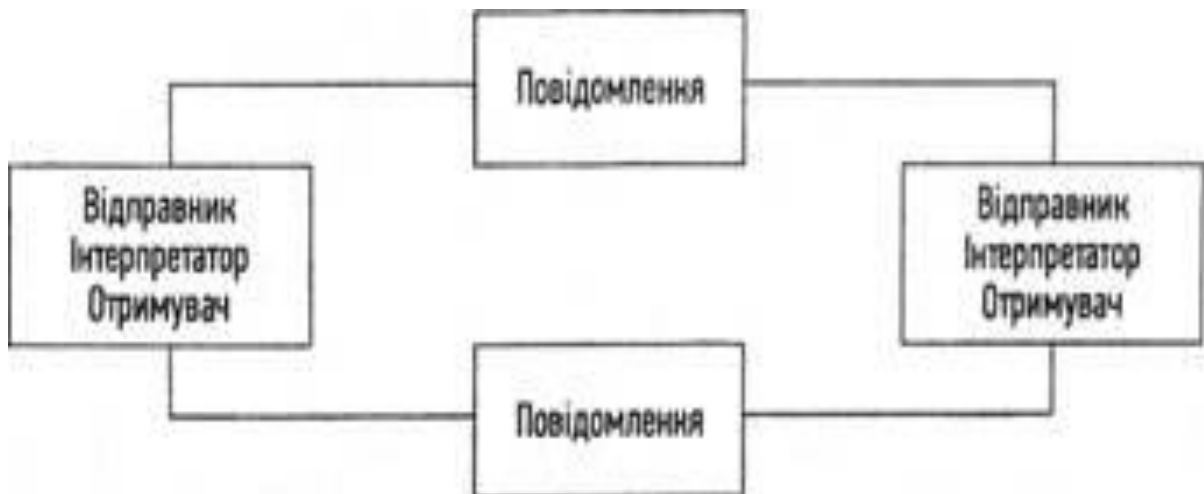 Повідомлення
Відправник
Інтерпретатор
Отримувач
Відправник
Інтерпретатор
Отримувач
Повідомлення